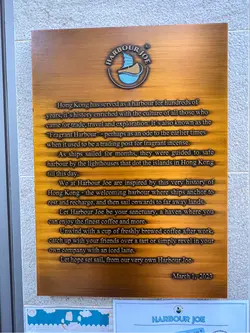 HARBOUR JOE
Hong Kong has served as a harbour for hundreds of
years, it's history enriched with the culture of all those who
came for trade, travel and exploration. It is also known as the
"Fragrant Harbour" - perhaps as an ode to the earlier times
when it used to be a trading post for fragrant incense.
As ships sailed for months, they were guided to safe
harbour by the lighthouses that dot the islands in Hong Kong
till this day.
We at Harbour Joe are inspired by this very history of
Hong Kong - the welcoming harbour where ships anchor to
rest and recharge, and then sail onwards to far away lands.
Let Harbour Joe be your sanctuary, a haven where you
can enjoy the finest coffee and more.
Unwind with a cup of freshly brewed coffee after work,
catch up with your friends over a tart or simply revel in your
own company with an iced latte.
Let hope set sail, from our very own Harbour Joe.
March 12, 2023
HARBOUR JOE